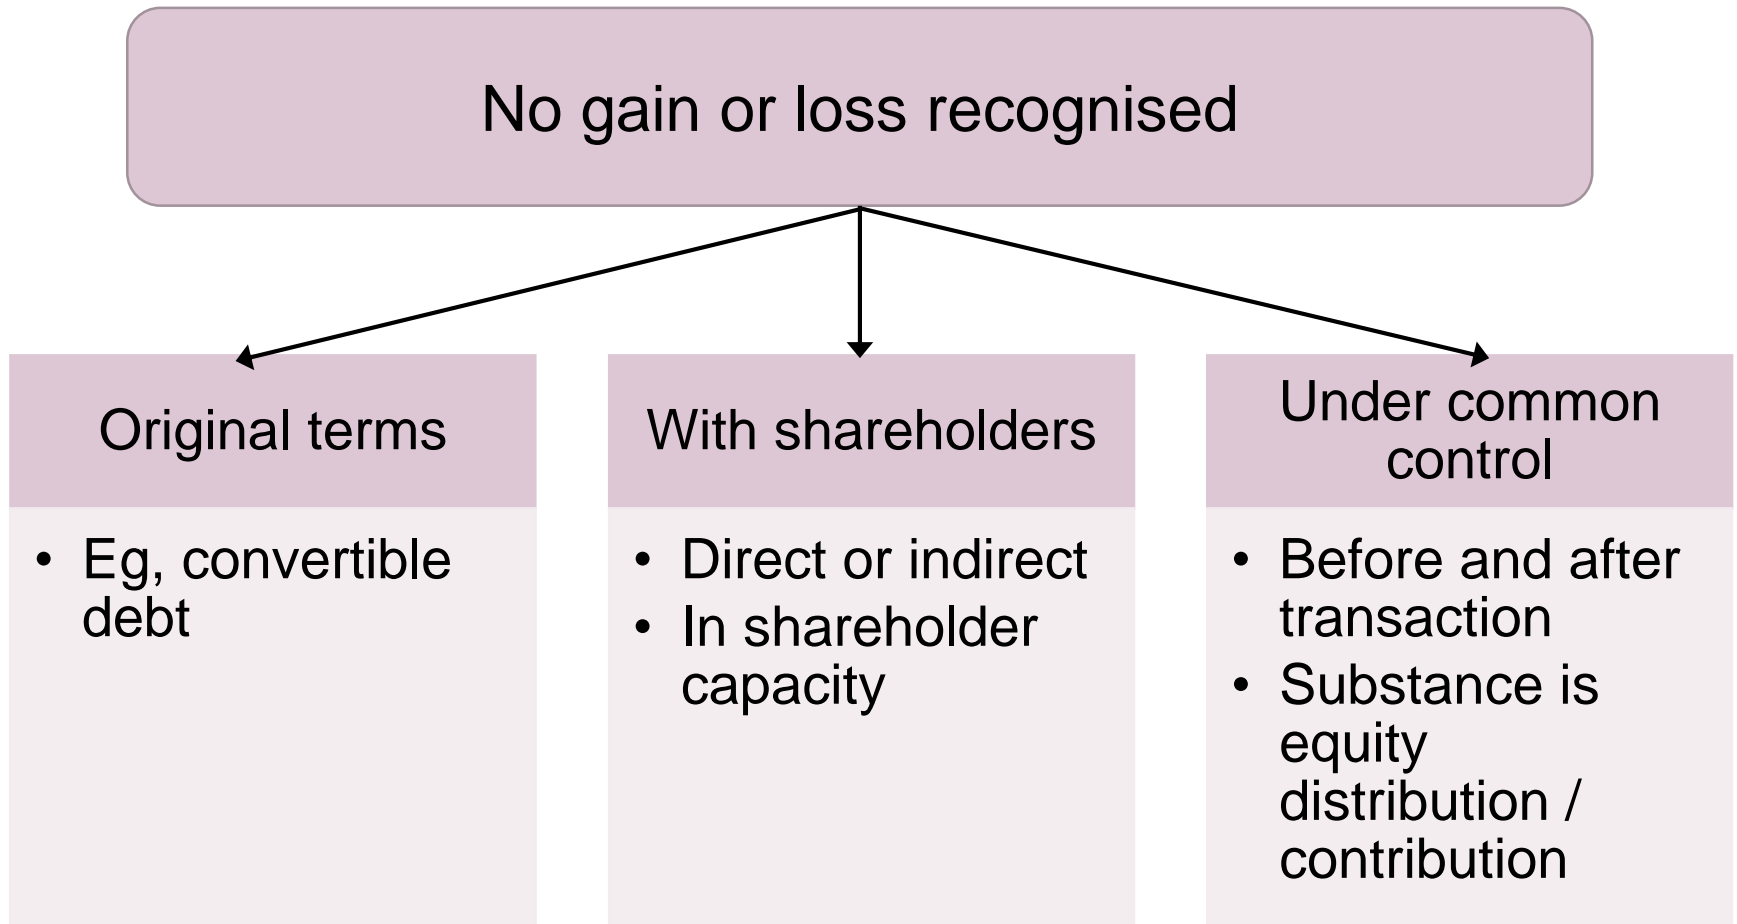 No gain or loss recognised
Original terms
• Eg, convertible
debt
With shareholders
• Direct or indirect
• In shareholder
capacity
Under common
control
• Before and after
transaction
• Substance is
equity
distribution /
contribution